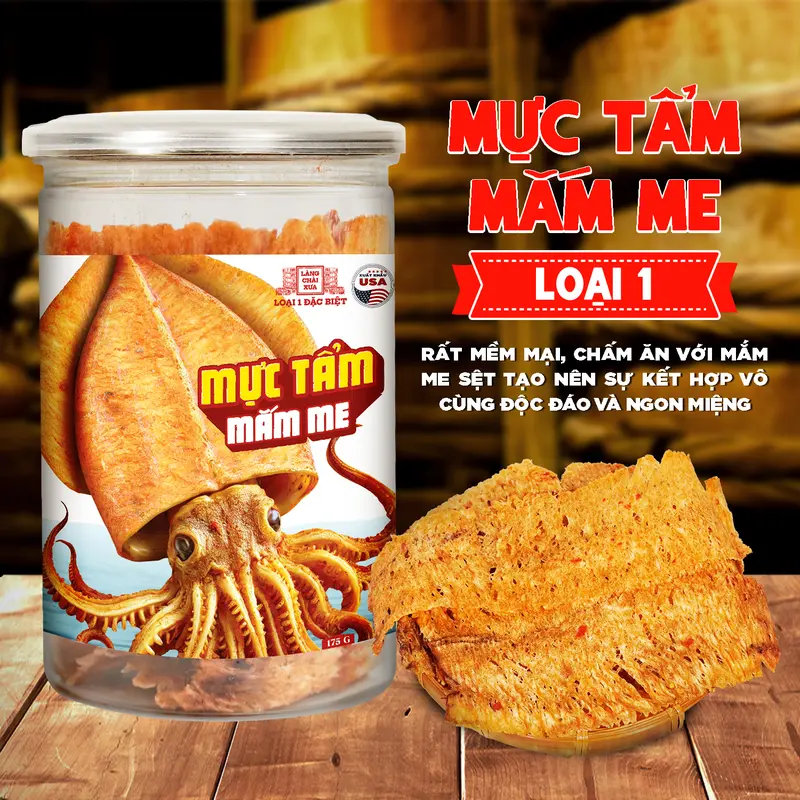 MỰC TẨM
MẮM ME
LOẠI 1
RẤT MỀM MẠI, CHẤM ĂN VỚI MẮM
ME SỆT TẠO NÊN SỰ KẾT HỢP VÔ
CÙNG ĐỘC ĐÁO VÀ NGON MIỆNG
LÀNG
CHÀI
XƯA
LOẠI 1 ĐẶC BIỆT
XUẤT KHẨU
USA
MỰC TẨM
MẮM ME
175 G